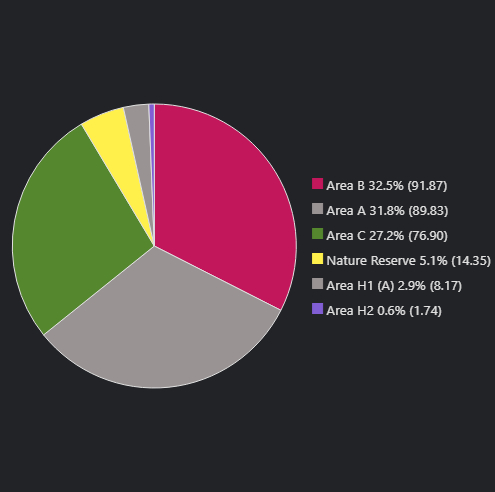 Area B 32.5% (91.87)
Area A 31.8% (89.83)
Area C 27.2% (76.90)
Nature Reserve 5.1% (14.35)
Area H1 (A) 2.9% (8.17)
Area H2 0.6% (1.74)